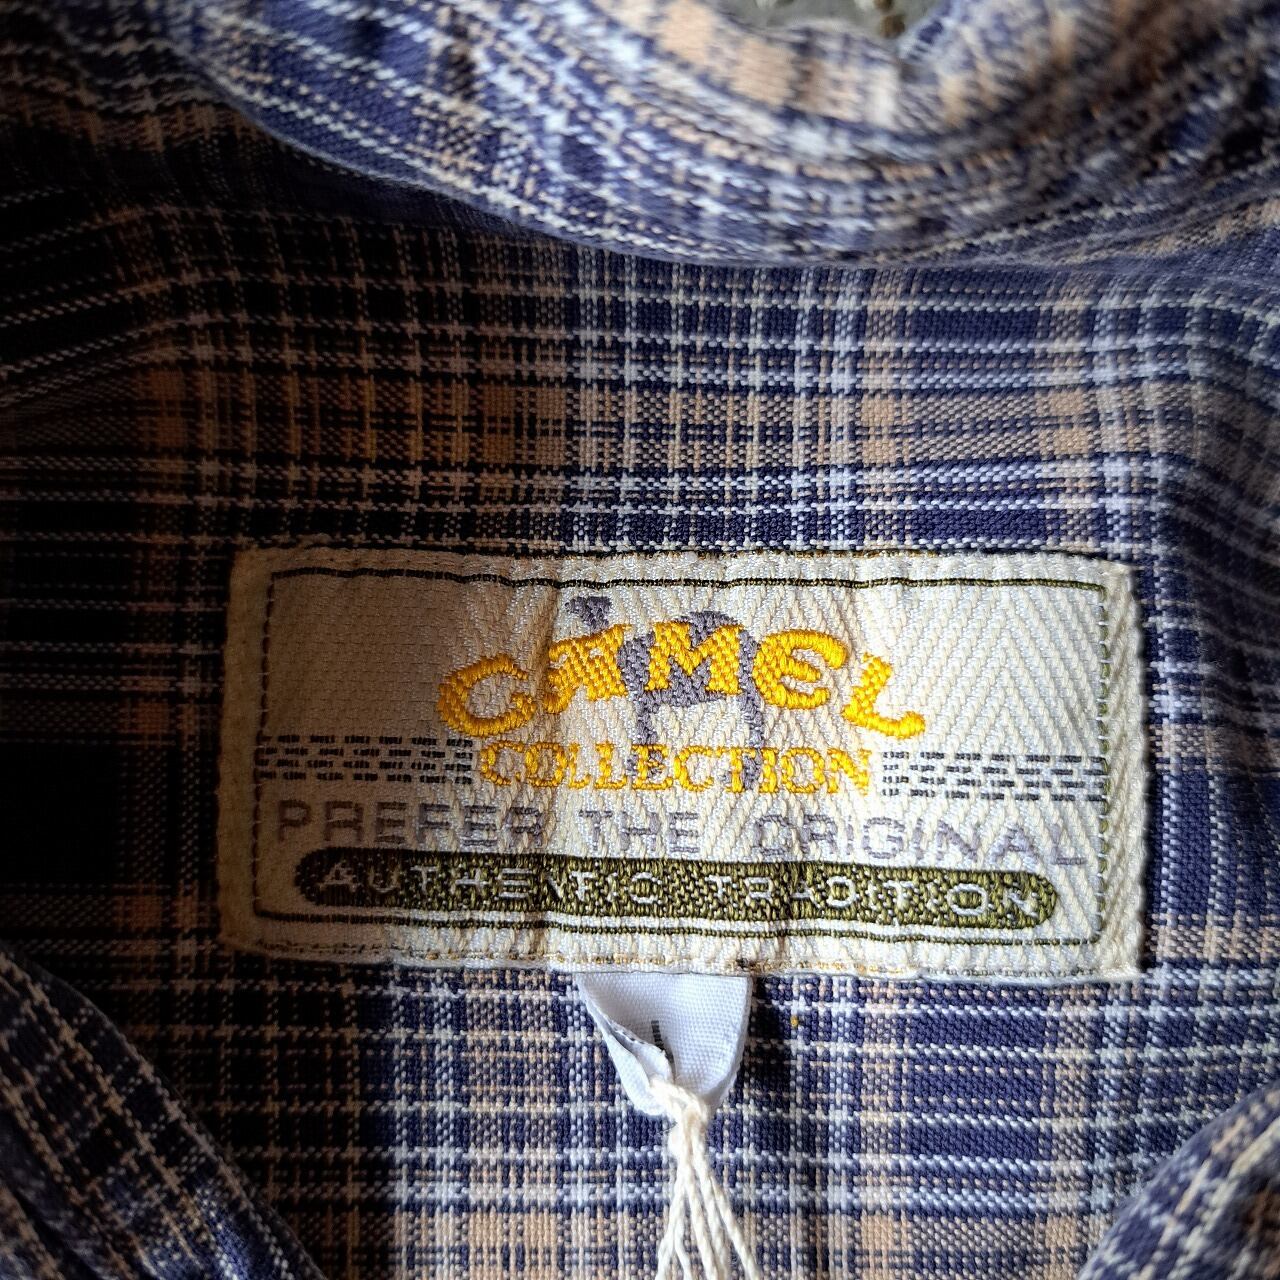 CAMEL
COLLECTION
PREFER THE ORIGINAL
AUTHENTIC TRADITION